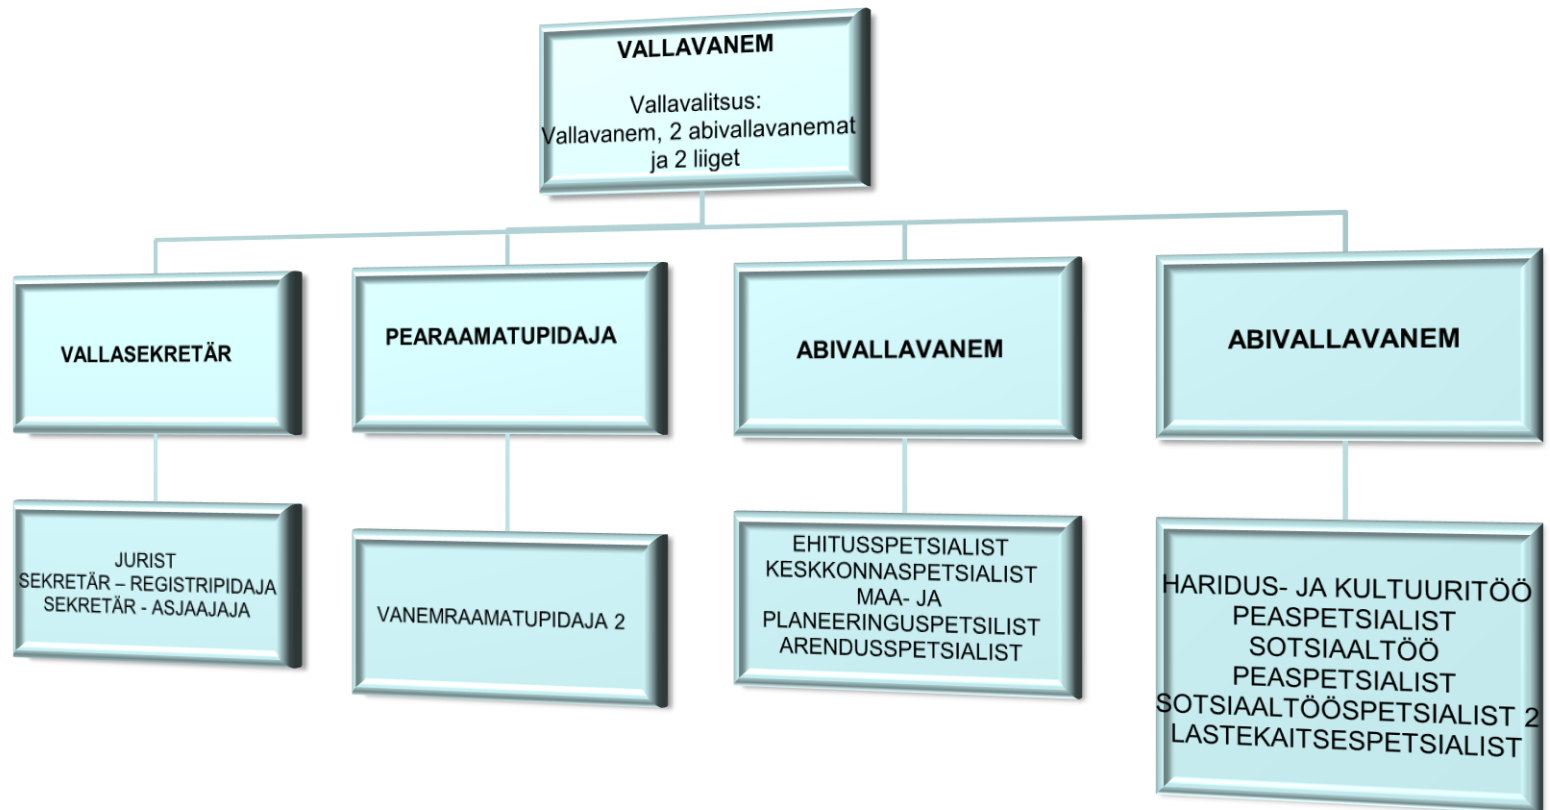 VALLAVANEM
Vallavalitsus:
Vallavanem, 2 abivallavanemat
ja 2 liiget
VALLASEKRETÄR
PEARAAMATUPIDAJA
ABIVALLAVANEM
ABIVALLAVANEM
JURIST
SEKRETÄR – REGISTRIPIDAJA
SEKRETÄR - ASJAAJAJA
VANEMRAAMATUPIDAJA 2
EHITUSSPETSIALIST
KESKKONNASPETSIALIST
MAA- JA
PLANEERINGUSPETSILIST
ARENDUSSPETSIALIST
HARIDUS- JA KULTUURITÖÖ
PEASPETSIALIST
SOTSIAALTÖÖ
PEASPETSIALIST
SOTSIAALTÖÖSPETSIALIST 2
LASTEKAITSESPETSIALIST